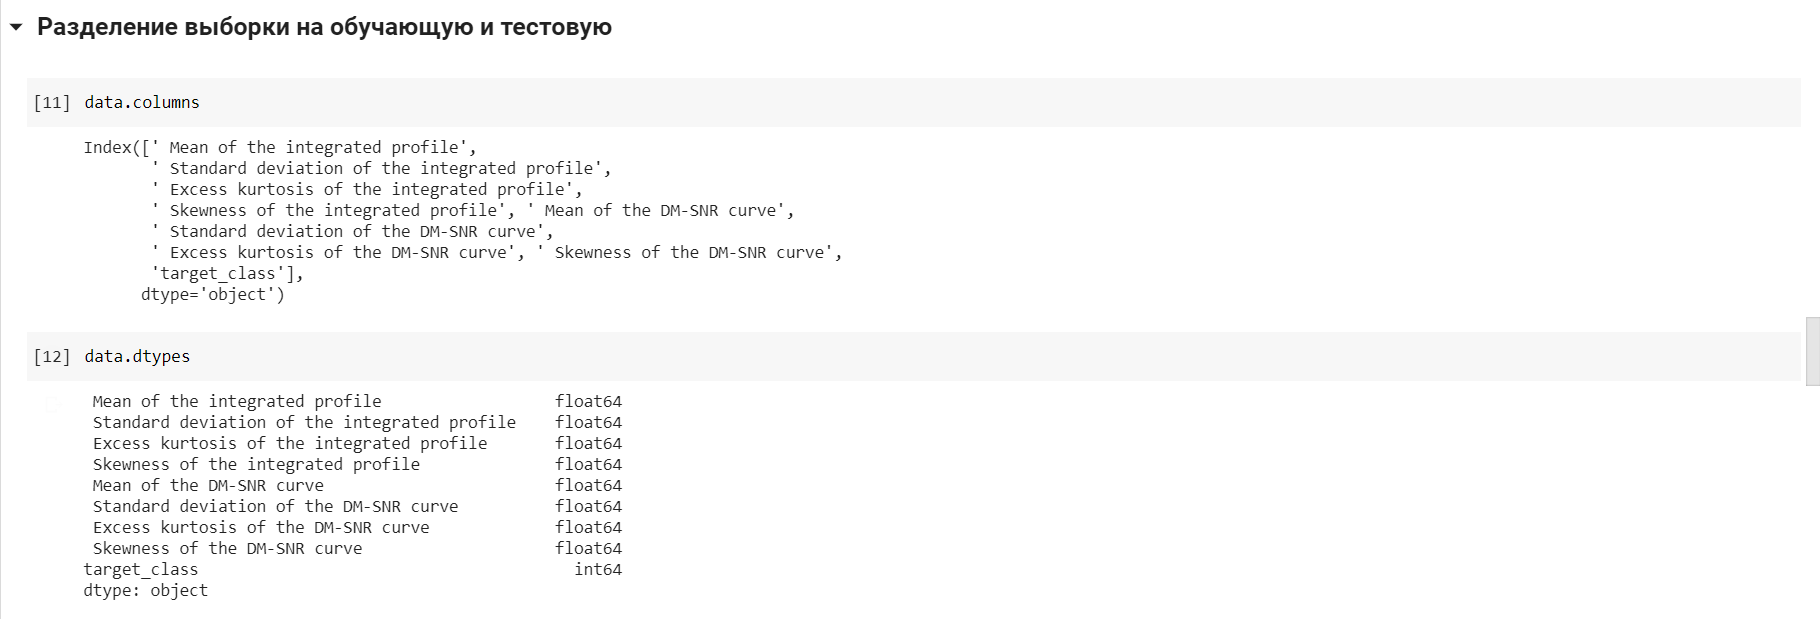 Разделение выборки на обучающую и тестовую
[11] data.columns
Index([' Mean of the integrated profile',
' Standard deviation of the integrated profile',
' Excess kurtosis of the integrated profile',
' Skewness of the integrated profile', ' Mean of the DM-SNR curve',
' Standard deviation of the DM-SNR curve',
' Excess kurtosis of the DM-SNR curve', ' Skewness of the DM-SNR curve',
'target_class'],
dtype='object')
[12] data.dtypes
Mean of the integrated profile float64
Standard deviation of the integrated profile float64
Excess kurtosis of the integrated profile float64
Skewness of the integrated profile float64
Mean of the DM-SNR curve float64
Standard deviation of the DM-SNR curve float64
Excess kurtosis of the DM-SNR curve float64
Skewness of the DM-SNR curve float64
target_class int64
dtype: object